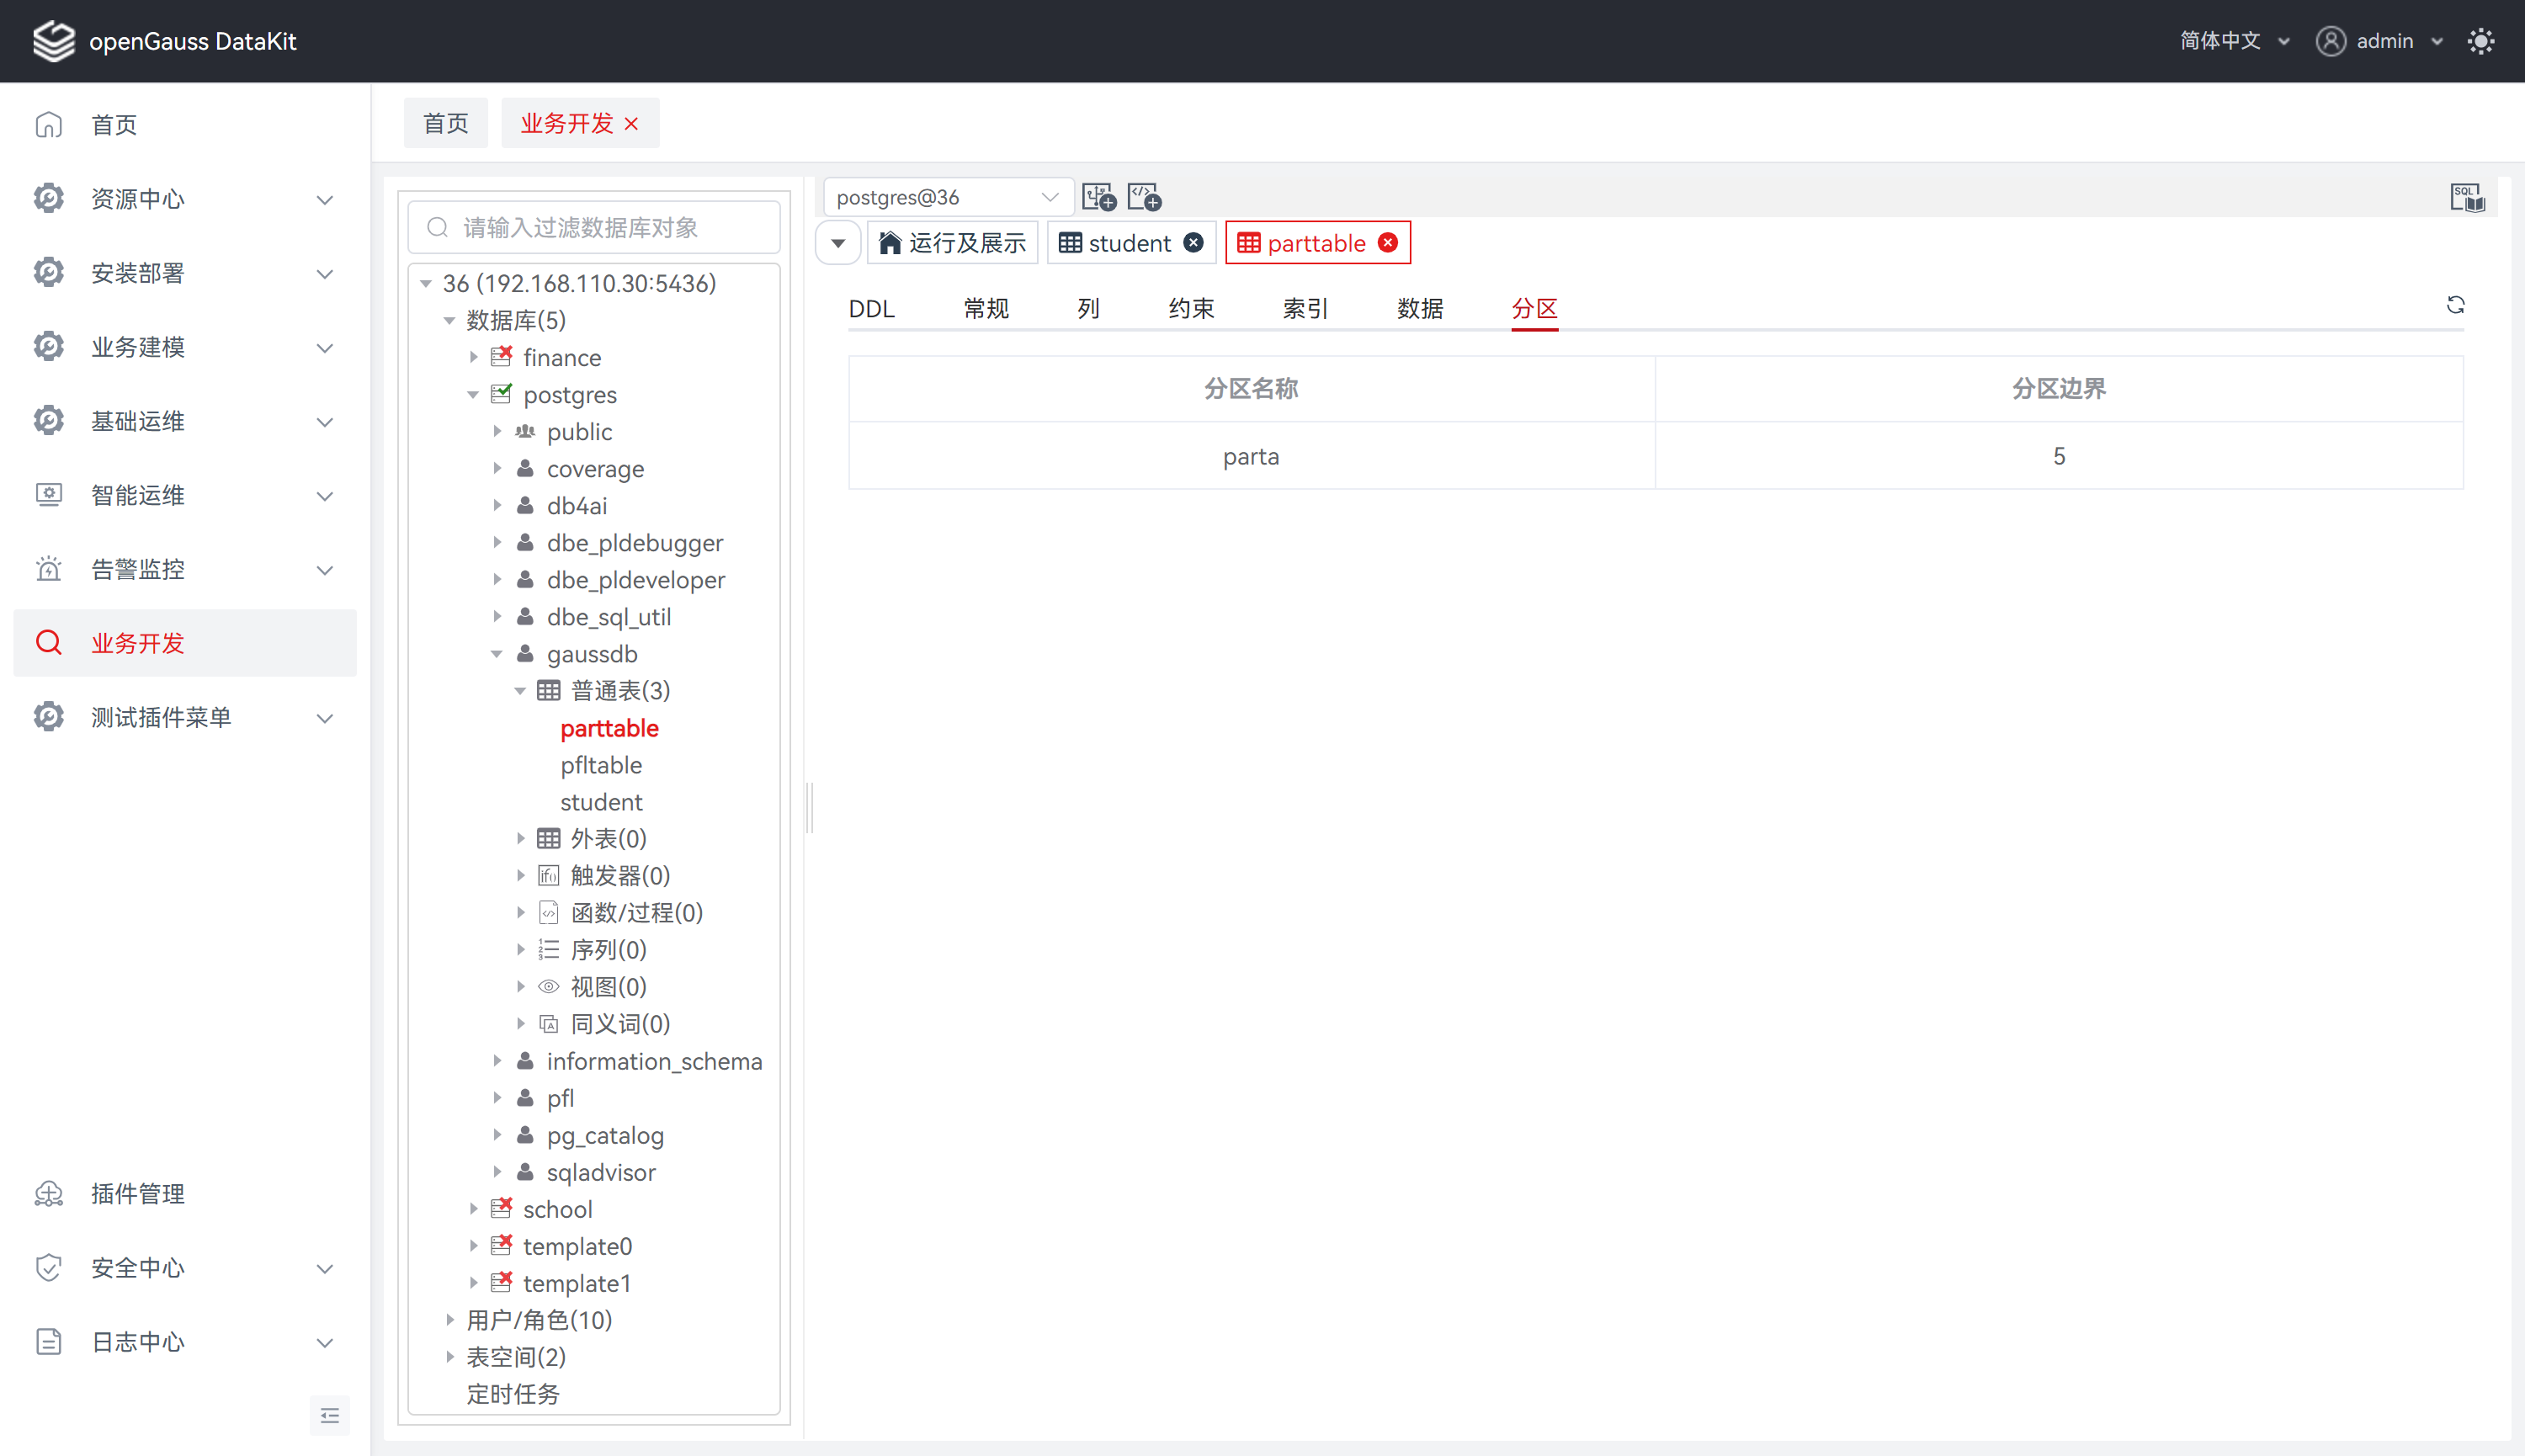 openGauss DataKit
简体中文
admin
首页
资源中心
安装部署
业务建模
基础运维
智能运维
告警监控
业务开发
测试插件菜单
插件管理
安全中心
日志中心
首页
业务开发
请输入过滤数据库对象
36 (192.168.110.30:5436)
数据库(5)
finance
postgres
public
coverage
db4ai
dbe_pldebugger
dbe_pldeveloper
dbe_sql_util
gaussdb
普通表(3)
parttable
pfltable
student
外表(0)
触发器(0)
函数/过程(0)
序列(0)
视图(0)
同义词(0)
information_schema
pfl
pg_catalog
sqladvisor
school
template0
template1
用户/角色(10)
表空间(2)
定时任务
postgres@36
SQL
运行及展示 student parttable
DDL 常规 列 约束 索引 数据 分区
分区名称 分区边界
parta 5